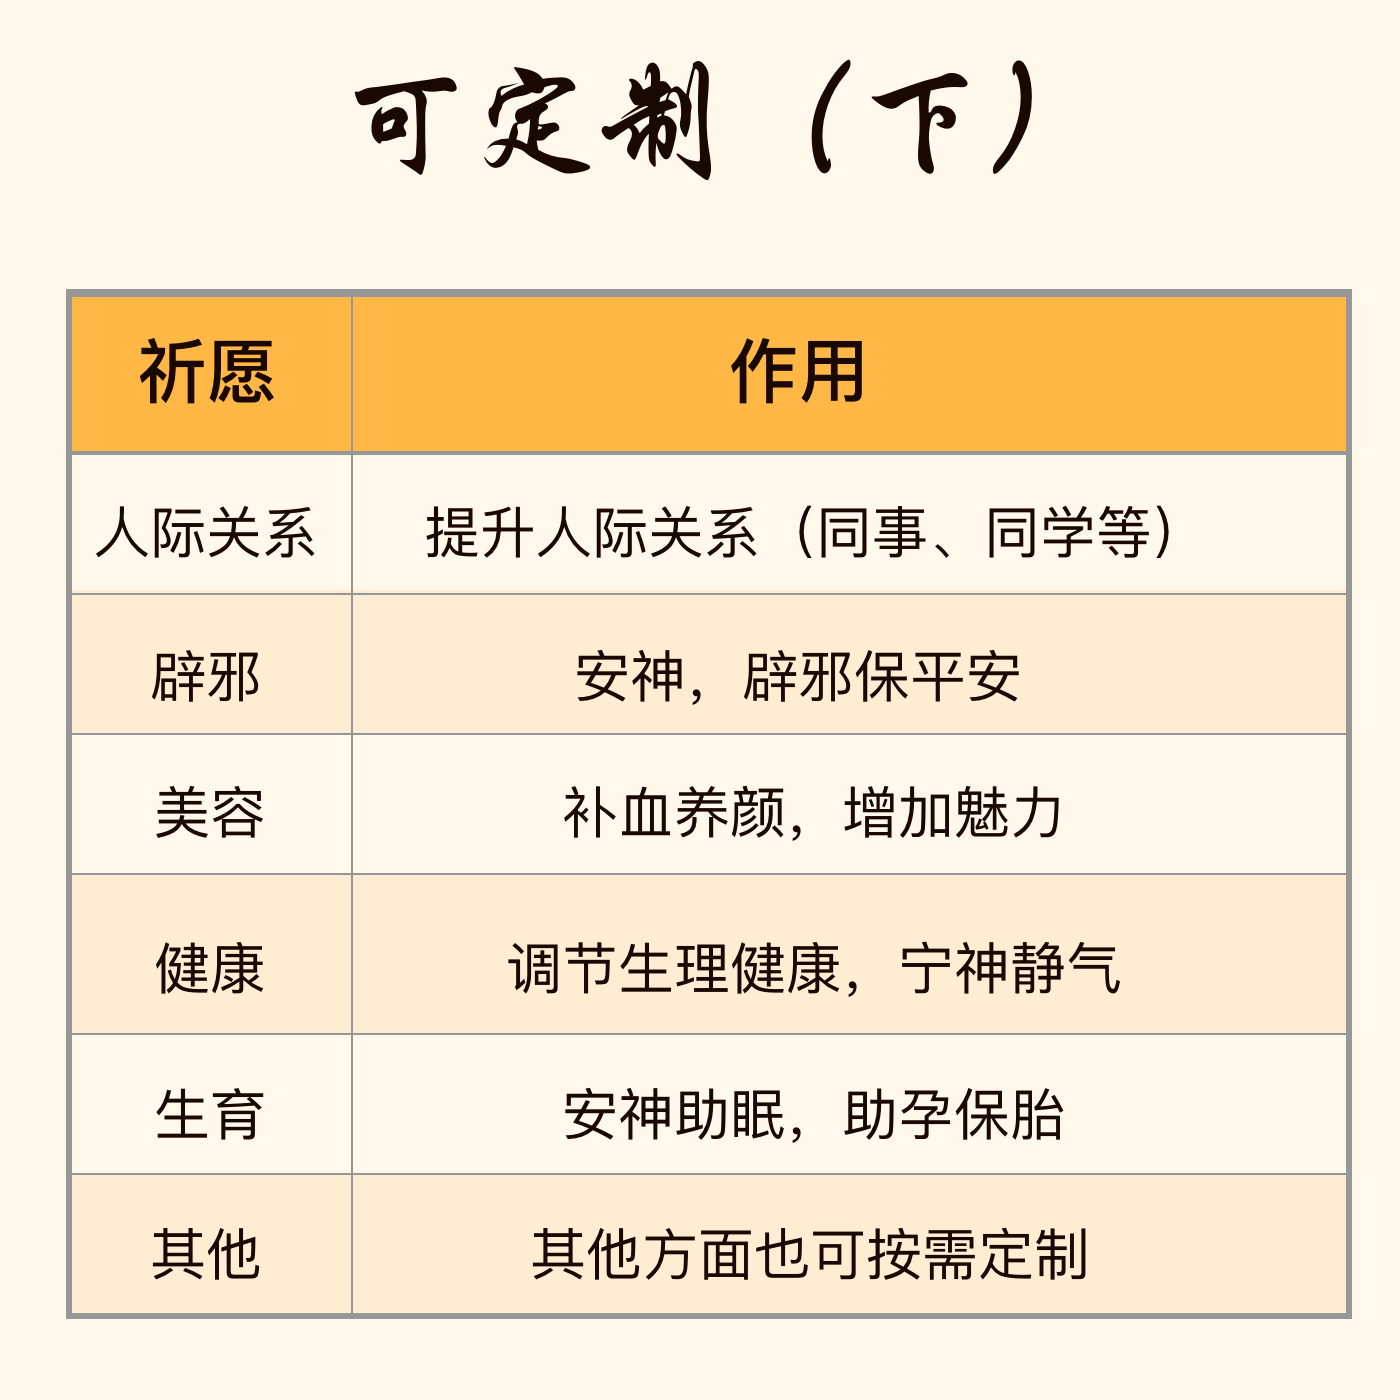 可定制（下）
祈愿 作用
人际关系 提升人际关系（同事、同学等）
辟邪 安神，辟邪保平安
美容 补血养颜，增加魅力
健康 调节生理健康，宁神静气
生育 安神助眠，助孕保胎
其他 其他方面也可按需定制